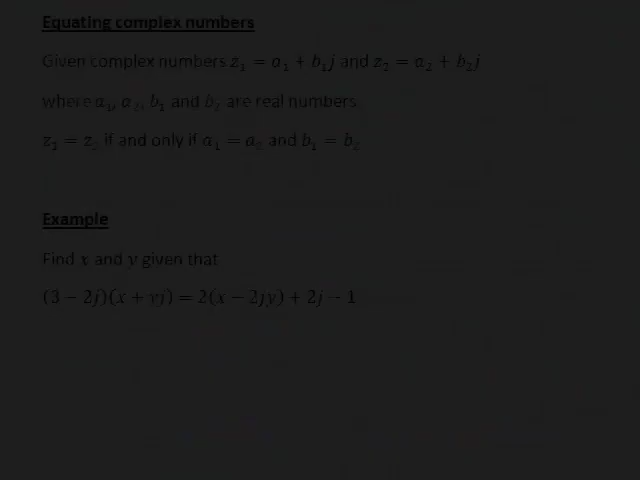 Equating complex numbers
Given complex numbers z₁ = a₁ + b₁j and z₂ = a₂ + b₂j
where a₁, a₂, b₁ and b₂ are real numbers
z₁ = z₂ if and only if a₁ = a₂ and b₁ = b₂
Example
Find x and y given that
(3 − 2j)(x + yj) = 2(x − 2jy) + 2j − 1